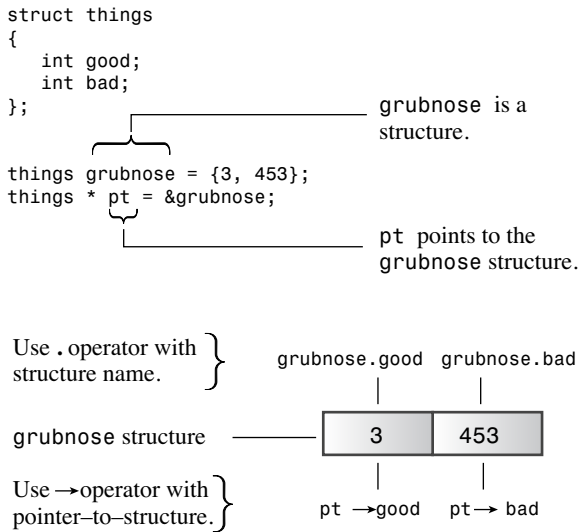 struct things
{
int good;
int bad;
};
grubnose is a
structure.
things grubnose = {3, 453};
things * pt = &grubnose;
pt points to the
grubnose structure.
Use . operator with
structure name.
grubnose.good grubnose.bad
grubnose structure
3 453
Use → operator with
pointer–to–structure.
pt → good pt → bad